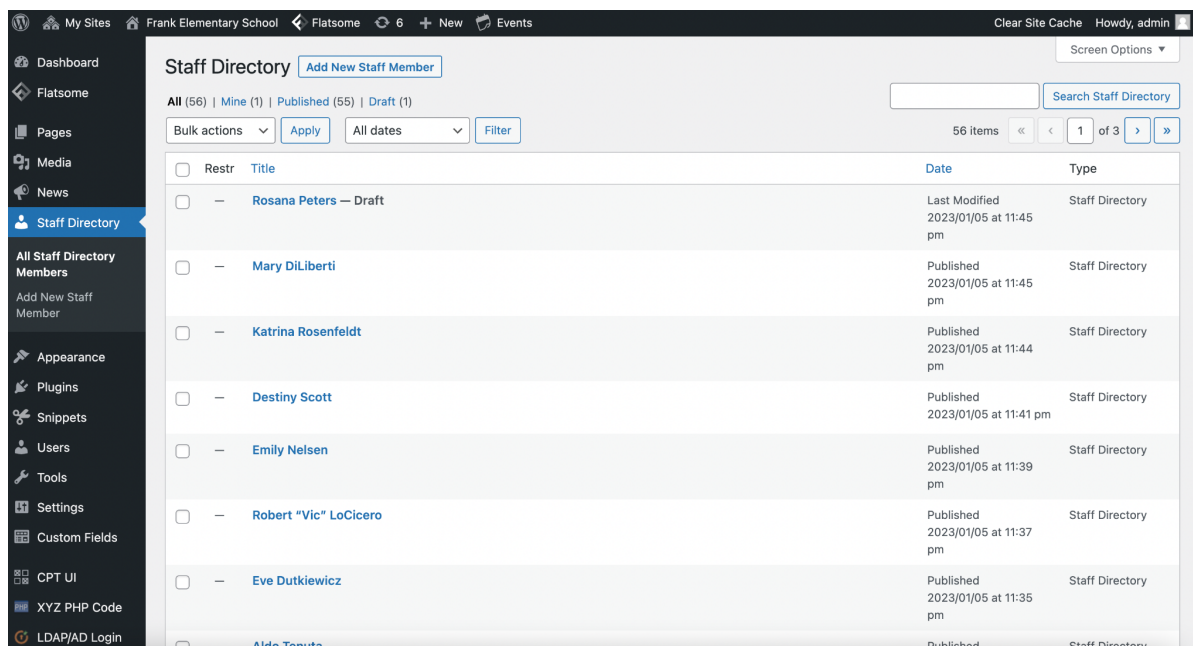 My Sites Frank Elementary School Flatsome 6 New Events Clear Site Cache Howdy, admin
Screen Options ▼
Dashboard
Flatsome
Pages
Media
News
Staff Directory
All Staff Directory
Members
Add New Staff
Member
Appearance
Plugins
Snippets
Users
Tools
Settings
Custom Fields
CPT UI
PHP XYZ PHP Code
LDAP/AD Login
Staff Directory Add New Staff Member
All (56) | Mine (1) | Published (55) | Draft (1)
Search Staff Directory
Bulk actions Apply All dates Filter 56 items « ‹ 1 of 3 › »
Restr Title Date Type
— Rosana Peters — Draft Last Modified Staff Directory
2023/01/05 at 11:45
pm
— Mary DiLiberti Published Staff Directory
2023/01/05 at 11:45
pm
— Katrina Rosenfeldt Published Staff Directory
2023/01/05 at 11:44
pm
— Destiny Scott Published Staff Directory
2023/01/05 at 11:41 pm
— Emily Nelsen Published Staff Directory
2023/01/05 at 11:39
pm
— Robert “Vic” LoCicero Published Staff Directory
2023/01/05 at 11:37
pm
— Eve Dutkiewicz Published Staff Directory
2023/01/05 at 11:35
pm
Published Staff Directory